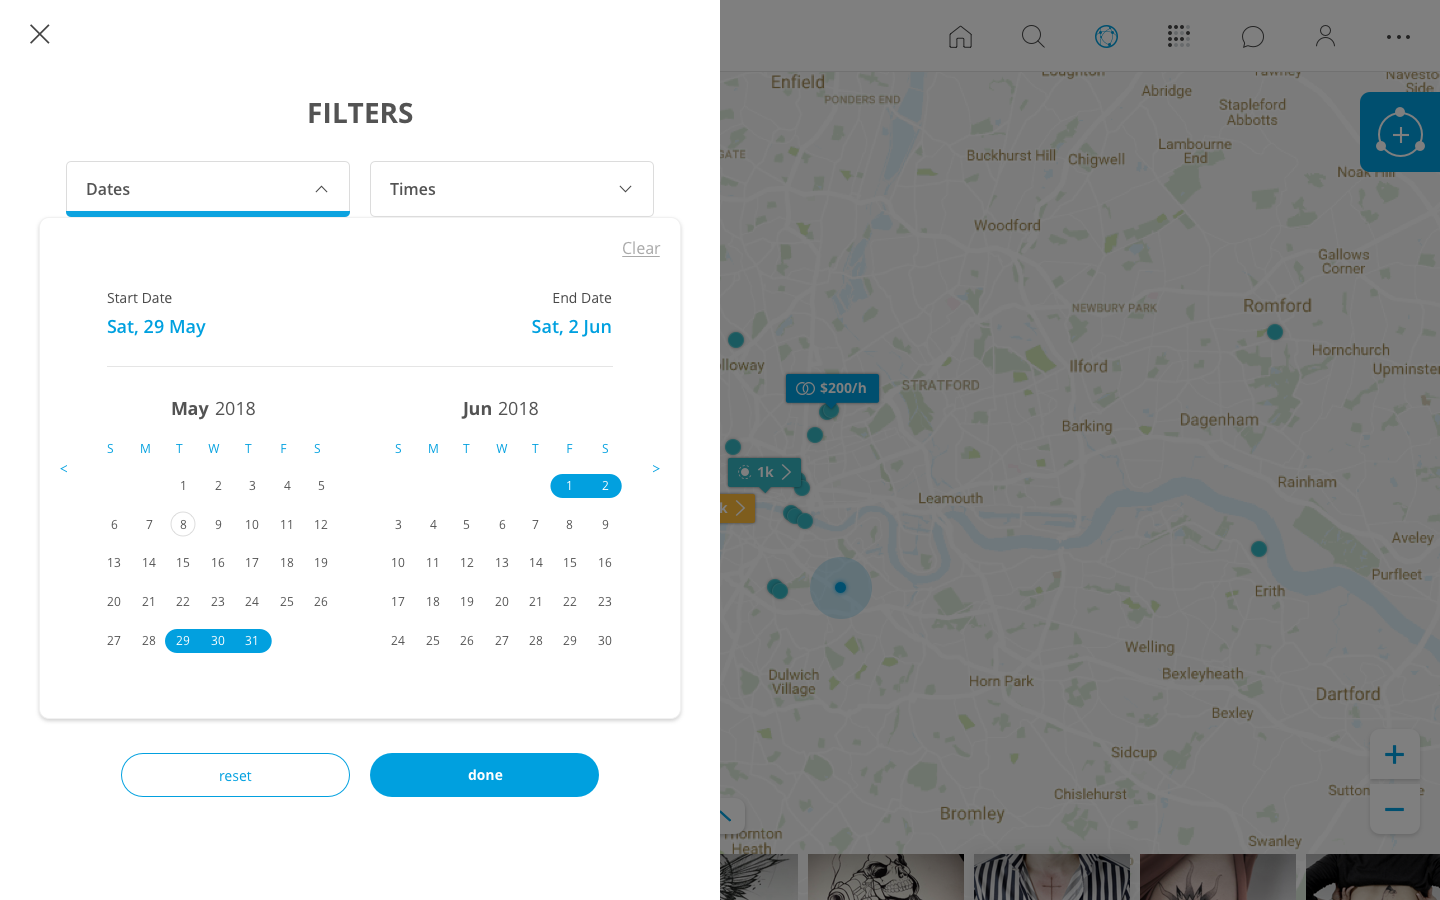 FILTERS
Dates
Times
Clear
Start Date
End Date
Sat, 29 May
Sat, 2 Jun
May 2018
Jun 2018
S M T W T F S
S M T W T F S
<
>
1 2 3 4 5
1 2
6 7 8 9 10 11 12
3 4 5 6 7 8 9
13 14 15 16 17 18 19
10 11 12 13 14 15 16
20 21 22 23 24 25 26
17 18 19 20 21 22 23
27 28 29 30 31
24 25 26 27 28 29 30
reset
done
Enfield
PONDERS END
Loughton
Abridge
Stapleford
Abbotts
Navesto
Side
GATE
Buckhurst Hill
Chigwell
Lambourne
End
Noak Hill
Woodford
Gallows
Corner
NEWBURY PARK
Romford
lloway
$200/h
STRATFORD
Ilford
Hornchurch
Upminster
Barking
Dagenham
1k
k
Leamouth
Rainham
Aveley
Purfleet
Erith
Welling
Dulwich
Village
Horn Park
Bexleyheath
Dartford
Bexley
Sidcup
Chislehurst
Sutton
Bromley
Thornton
Heath
Swanley